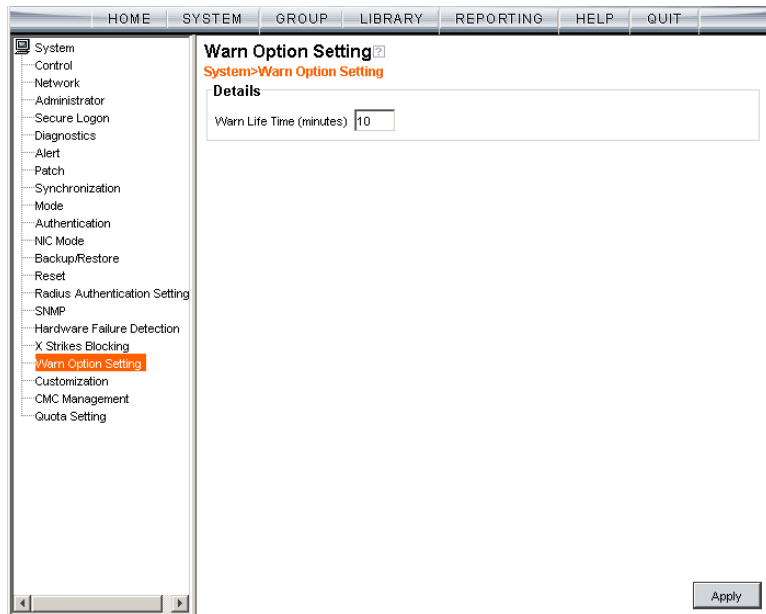 HOME SYSTEM GROUP LIBRARY REPORTING HELP QUIT
System
Control
Network
Administrator
Secure Logon
Diagnostics
Alert
Patch
Synchronization
Mode
Authentication
NIC Mode
Backup/Restore
Reset
Radius Authentication Setting
SNMP
Hardware Failure Detection
X Strikes Blocking
Warn Option Setting
Customization
CMC Management
Quota Setting
Warn Option Setting ?
System>Warn Option Setting
Details
Warn Life Time (minutes) 10
Apply